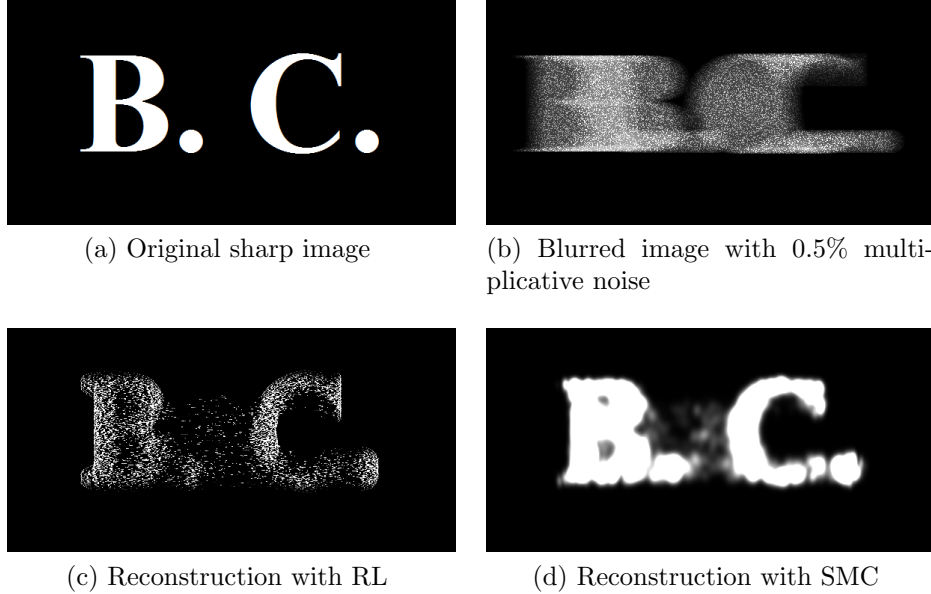 B. C.
B. C.
(a) Original sharp image
(b) Blurred image with 0.5% multi-
plicative noise
B. C.
B. C.
(c) Reconstruction with RL
(d) Reconstruction with SMC